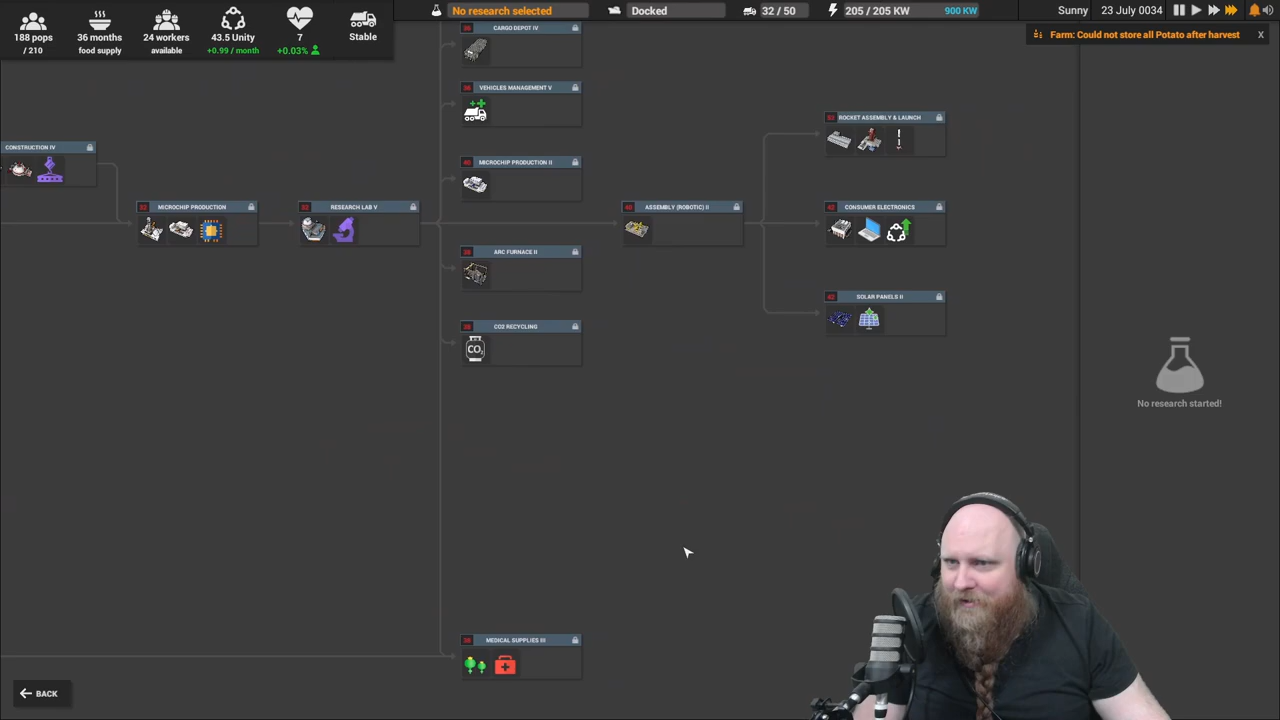 188 pops
/ 210
36 months
food supply
24 workers
available
43.5 Unity
+0.99 / month
7
+0.03%
Stable
No research selected
Docked
32 / 50
205 / 205 KW
900 KW
Sunny
23 July 0034
Farm: Could not store all Potato after harvest
X
CARGO DEPOT IV
VEHICLES MANAGEMENT V
ROCKET ASSEMBLY & LAUNCH
CONSTRUCTION IV
MICROCHIP PRODUCTION II
MICROCHIP PRODUCTION
RESEARCH LAB V
ASSEMBLY (ROBOTIC) II
CONSUMER ELECTRONICS
ARC FURNACE II
SOLAR PANELS II
CO2 RECYCLING
CO2
No research started!
MEDICAL SUPPLIES III
BACK